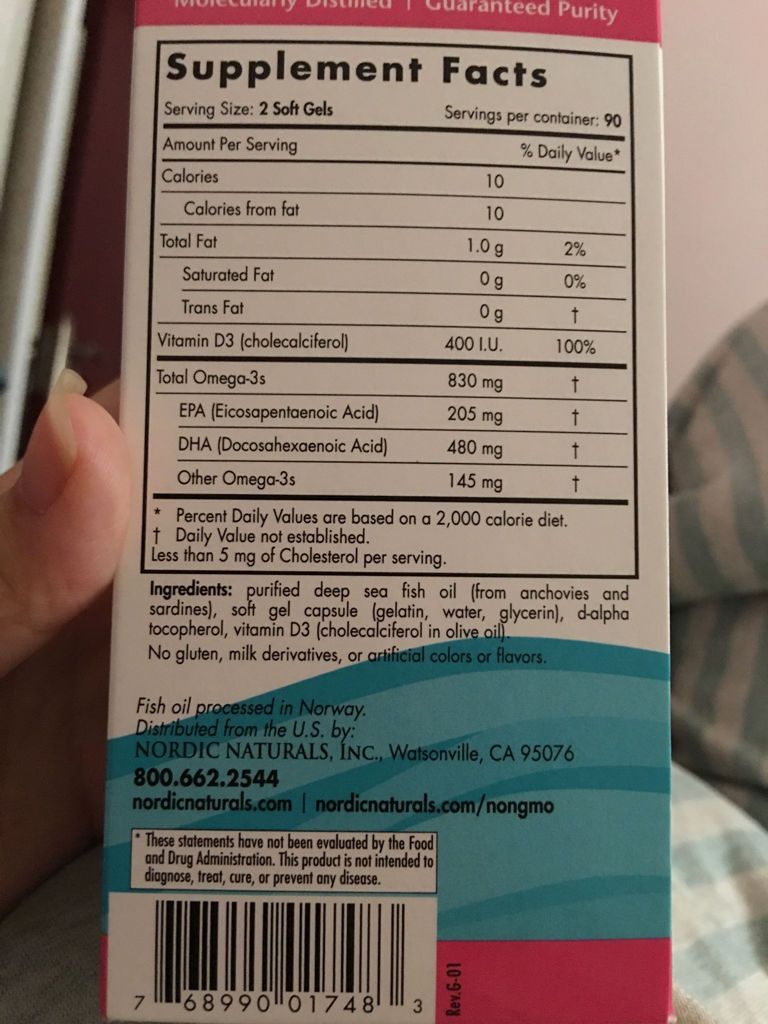 Molecularly Distilled | Guaranteed Purity
Supplement Facts
Serving Size: 2 Soft Gels Servings per container: 90
Amount Per Serving % Daily Value*
Calories 10
Calories from fat 10
Total Fat 1.0 g 2%
Saturated Fat 0 g 0%
Trans Fat 0 g †
Vitamin D3 (cholecalciferol) 400 I.U. 100%
Total Omega-3s 830 mg †
EPA (Eicosapentaenoic Acid) 205 mg †
DHA (Docosahexaenoic Acid) 480 mg †
Other Omega-3s 145 mg †
* Percent Daily Values are based on a 2,000 calorie diet.
† Daily Value not established.
Less than 5 mg of Cholesterol per serving.
Ingredients: purified deep sea fish oil (from anchovies and
sardines), soft gel capsule (gelatin, water, glycerin), d-alpha
tocopherol, vitamin D3 (cholecalciferol in olive oil).
No gluten, milk derivatives, or artificial colors or flavors.
Fish oil processed in Norway.
Distributed from the U.S. by:
NORDIC NATURALS, INC., Watsonville, CA 95076
800.662.2544
nordicnaturals.com | nordicnaturals.com/nongmo
* These statements have not been evaluated by the Food
and Drug Administration. This product is not intended to
diagnose, treat, cure, or prevent any disease.
7 68990 01748 3
Rev.G-01